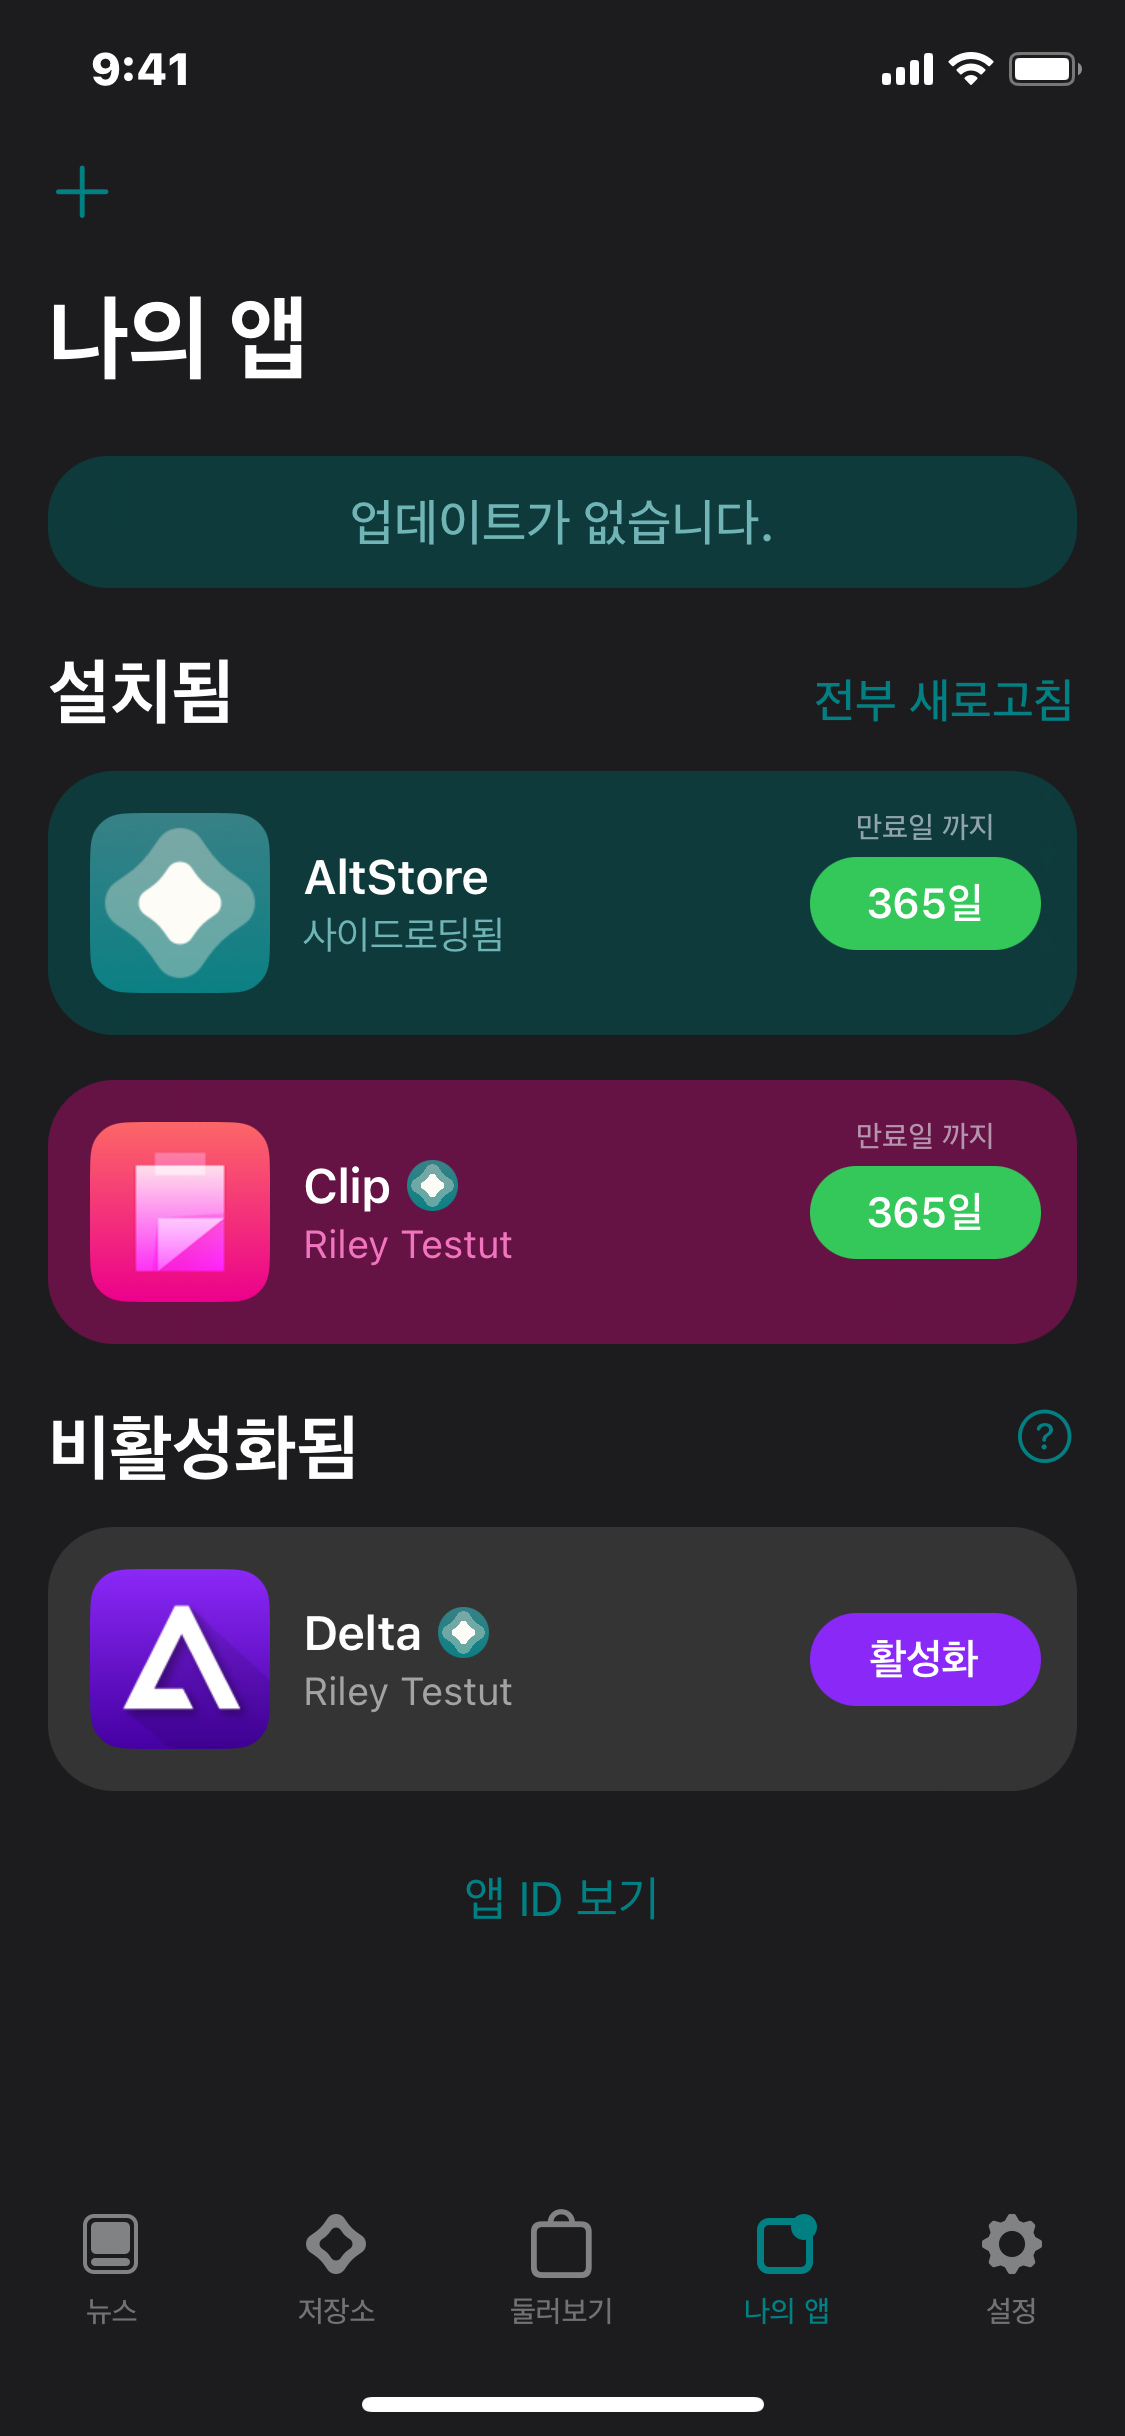 9:41
나의 앱
업데이트가 없습니다.
설치됨
전부 새로고침
만료일 까지
AltStore
365일
사이드로딩됨
만료일 까지
Clip
365일
Riley Testut
비활성화됨
?
Delta
활성화
Riley Testut
앱 ID 보기
뉴스
저장소
둘러보기
나의 앱
설정